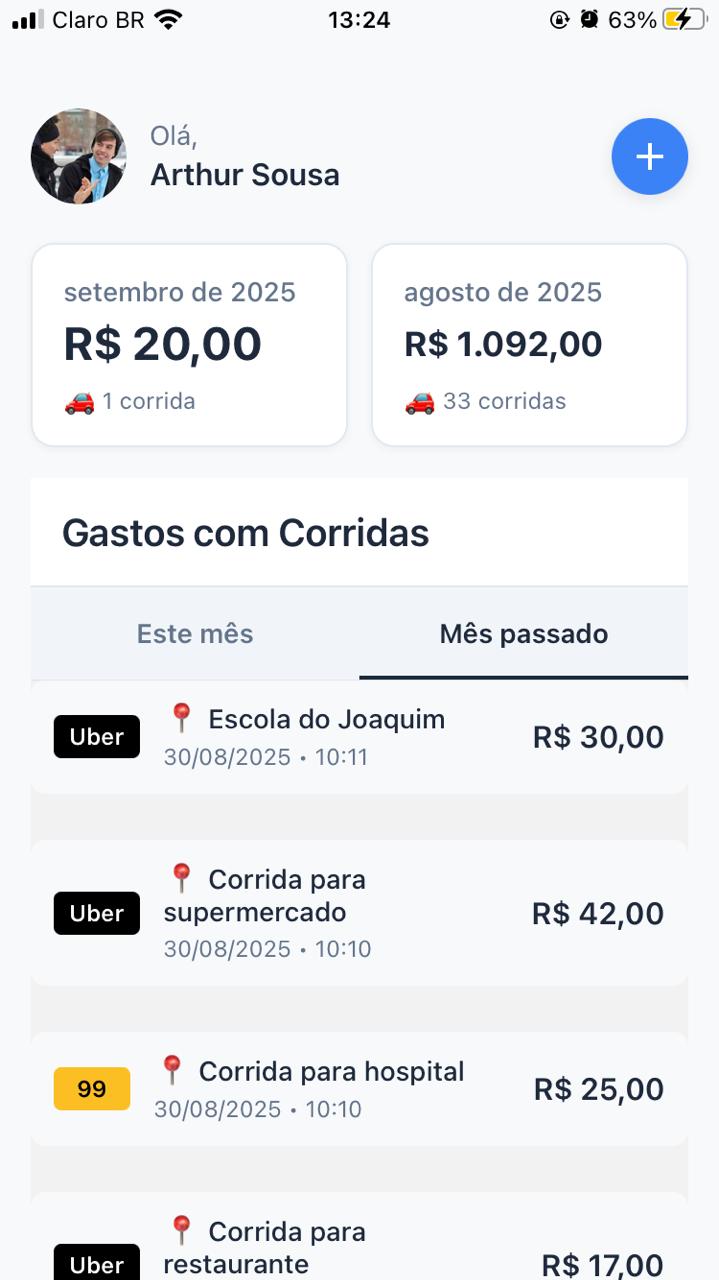 Claro BR 13:24 63%
Olá,
Arthur Sousa
setembro de 2025
R$ 20,00
🚗 1 corrida
agosto de 2025
R$ 1.092,00
🚗 33 corridas
Gastos com Corridas
Este mês Mês passado
Uber
📍 Escola do Joaquim
30/08/2025 • 10:11
R$ 30,00
Uber
📍 Corrida para
supermercado
30/08/2025 • 10:10
R$ 42,00
99
📍 Corrida para hospital
30/08/2025 • 10:10
R$ 25,00
Uber
📍 Corrida para
restaurante
R$ 17,00